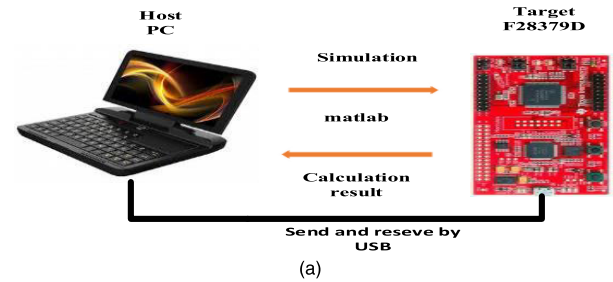 Host
PC
Target
F28379D
Simulation
matlab
Calculation
result
Send and reseve by
USB
(a)